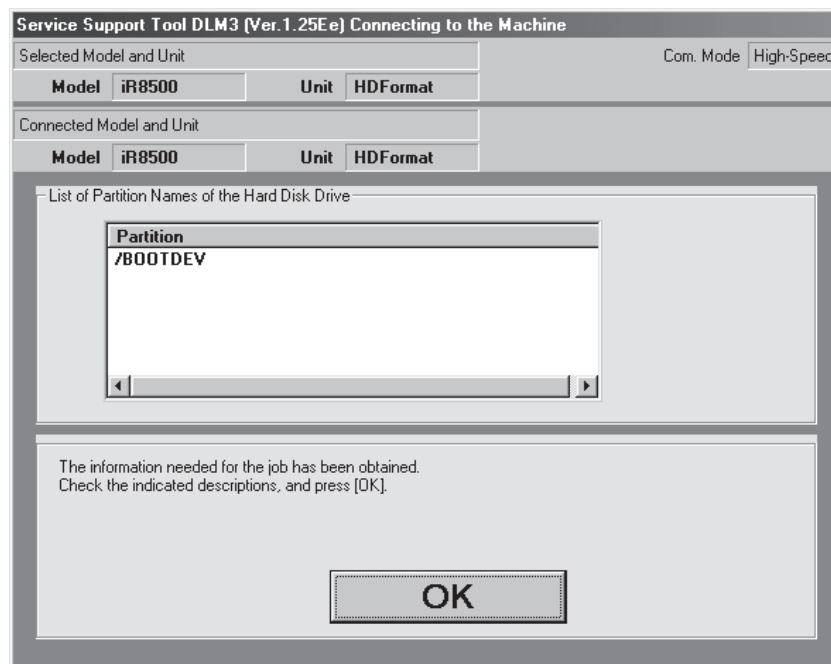 Service Support Tool DLM3 (Ver.1.25Ee) Connecting to the Machine
Selected Model and Unit Com. Mode High-Speed
Model iR8500 Unit HDFormat
Connected Model and Unit
Model iR8500 Unit HDFormat
List of Partition Names of the Hard Disk Drive
Partition
/BOOTDEV
The information needed for the job has been obtained.
Check the indicated descriptions, and press [OK].
OK